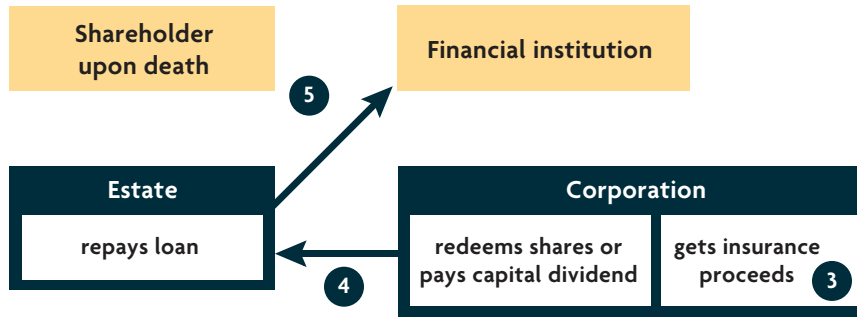 Shareholder
upon death
Financial institution
5
Estate
repays loan
4
Corporation
redeems shares or
pays capital dividend
gets insurance
proceeds
3